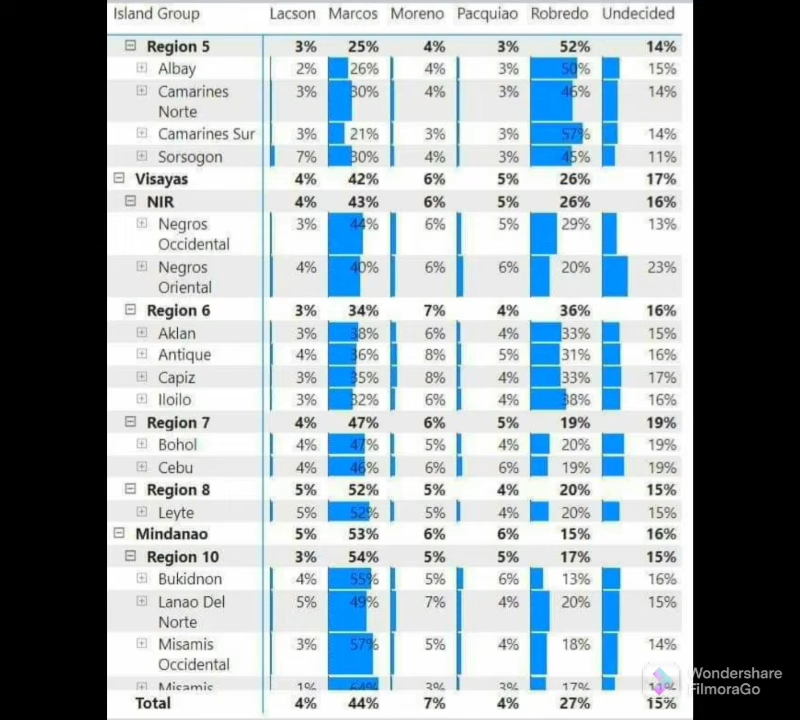 Island Group Lacson Marcos Moreno Pacquiao Robredo Undecided
Region 5 3% 25% 4% 3% 52% 14%
Albay 2% 26% 4% 3% 50% 15%
Camarines 3% 30% 4% 3% 46% 14%
Norte
Camarines Sur 3% 21% 3% 3% 57% 14%
Sorsogon 7% 30% 4% 3% 45% 11%
Visayas 4% 42% 6% 5% 26% 17%
NIR 4% 43% 6% 5% 26% 16%
Negros 3% 44% 6% 5% 29% 13%
Occidental
Negros 4% 40% 6% 6% 20% 23%
Oriental
Region 6 3% 34% 7% 4% 36% 16%
Aklan 3% 38% 6% 4% 33% 15%
Antique 4% 36% 8% 5% 31% 16%
Capiz 3% 35% 8% 4% 33% 17%
Iloilo 3% 32% 6% 4% 38% 16%
Region 7 4% 47% 6% 5% 19% 19%
Bohol 4% 47% 5% 4% 20% 19%
Cebu 4% 46% 6% 6% 19% 19%
Region 8 5% 52% 5% 4% 20% 15%
Leyte 5% 52% 5% 4% 20% 15%
Mindanao 5% 53% 6% 6% 15% 16%
Region 10 3% 54% 5% 5% 17% 15%
Bukidnon 4% 55% 5% 6% 13% 16%
Lanao Del 5% 49% 7% 4% 20% 15%
Norte
Misamis 3% 57% 5% 4% 18% 14%
Occidental
Misamis 1% 64% 3% 3% 17% 11%
Total 4% 44% 7% 4% 27% 15%
Wondershare
FilmoraGo